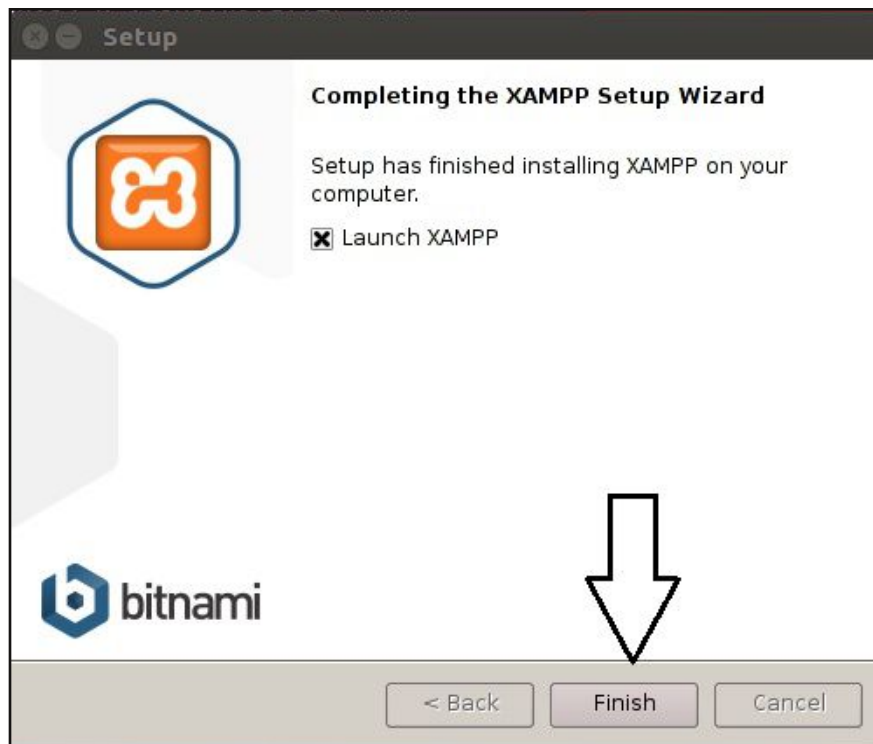 Setup
Completing the XAMPP Setup Wizard
Setup has finished installing XAMPP on your
computer.
Launch XAMPP
bitnami
< Back
Finish
Cancel